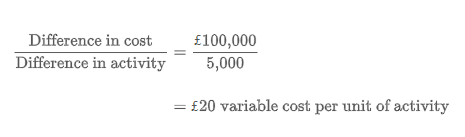 Difference in cost / Difference in activity = £100,000 / 5,000
= £20 variable cost per unit of activity